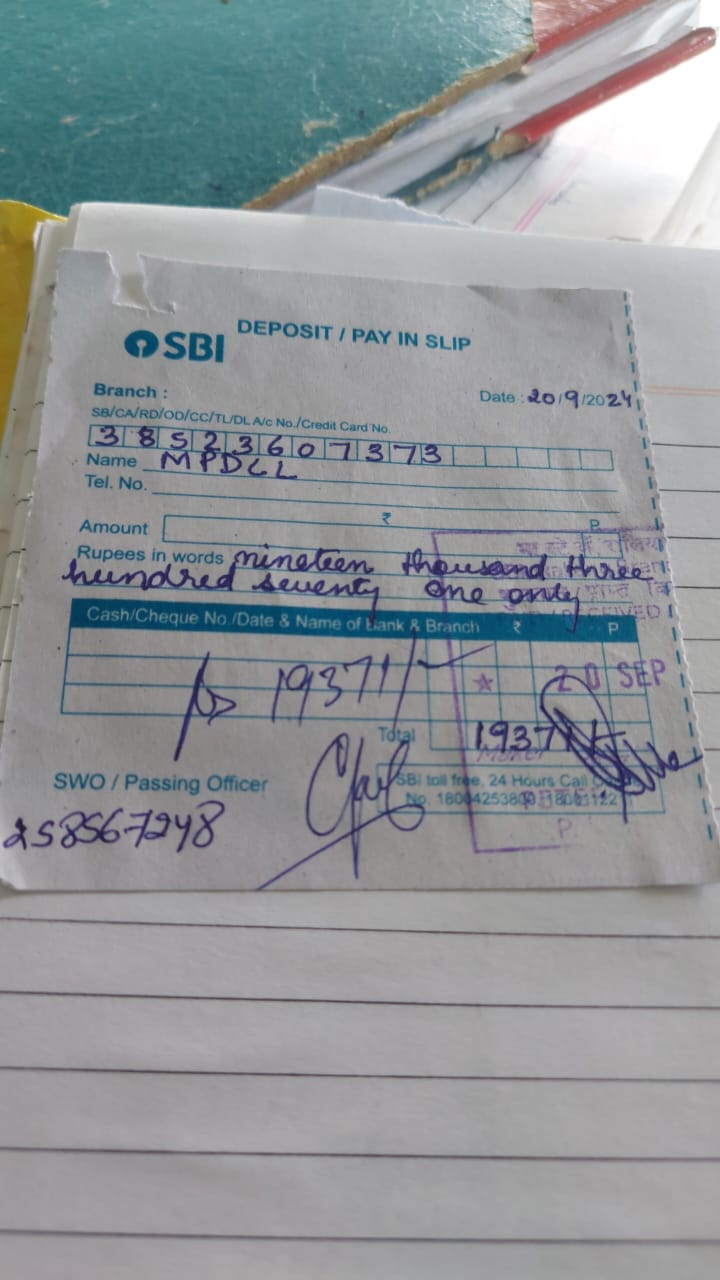 SBI
DEPOSIT / PAY IN SLIP
Branch :
Date : 20/9/2024
SB/CA/RD/OD/CC/TL/DL A/c No./Credit Card No.
38523607373
Name MPDCL
Tel. No.
₹ P.
Amount
Rupees in words nineteen thousand three
hundred seventy one only
Cash/Cheque No./Date & Name of Bank & Branch ₹ P
19371/-
20 SEP
Total 19371
SWO / Passing Officer
SBI toll free, 24 Hours Call
No. 18004253800
258567248